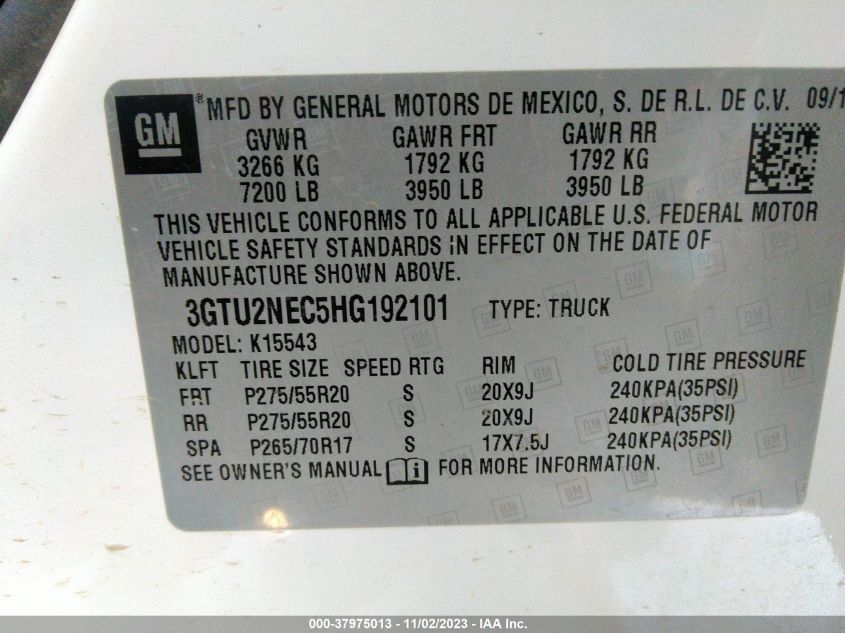 GM ® MFD BY GENERAL MOTORS DE MEXICO, S. DE R.L. DE C.V. 09/1
GVWR GAWR FRT GAWR RR
3266 KG 1792 KG 1792 KG
7200 LB 3950 LB 3950 LB
THIS VEHICLE CONFORMS TO ALL APPLICABLE U.S. FEDERAL MOTOR
VEHICLE SAFETY STANDARDS IN EFFECT ON THE DATE OF
MANUFACTURE SHOWN ABOVE.
3GTU2NEC5HG192101 TYPE: TRUCK
MODEL: K15543
KLFT TIRE SIZE SPEED RTG RIM COLD TIRE PRESSURE
FRT P275/55R20 S 20X9J 240KPA(35PSI)
RR P275/55R20 S 20X9J 240KPA(35PSI)
SPA P265/70R17 S 17X7.5J 240KPA(35PSI)
SEE OWNER'S MANUAL i FOR MORE INFORMATION.
000-37975013 - 11/02/2023 - IAA Inc.